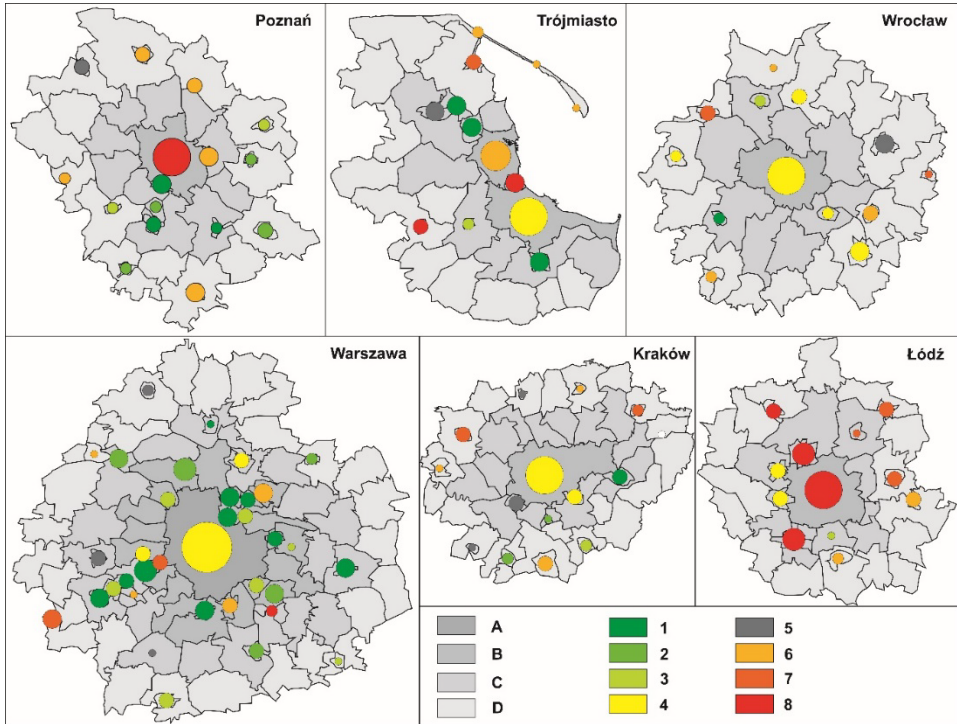 Poznań
Trójmiasto
Wrocław
Warszawa
Kraków
Łódź
A 1 5
B 2 6
C 3 7
D 4 8